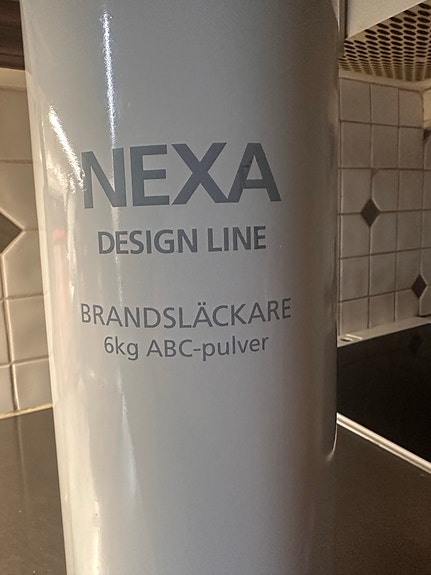 NEXA
DESIGN LINE
BRANDSLÄCKARE
6kg ABC-pulver